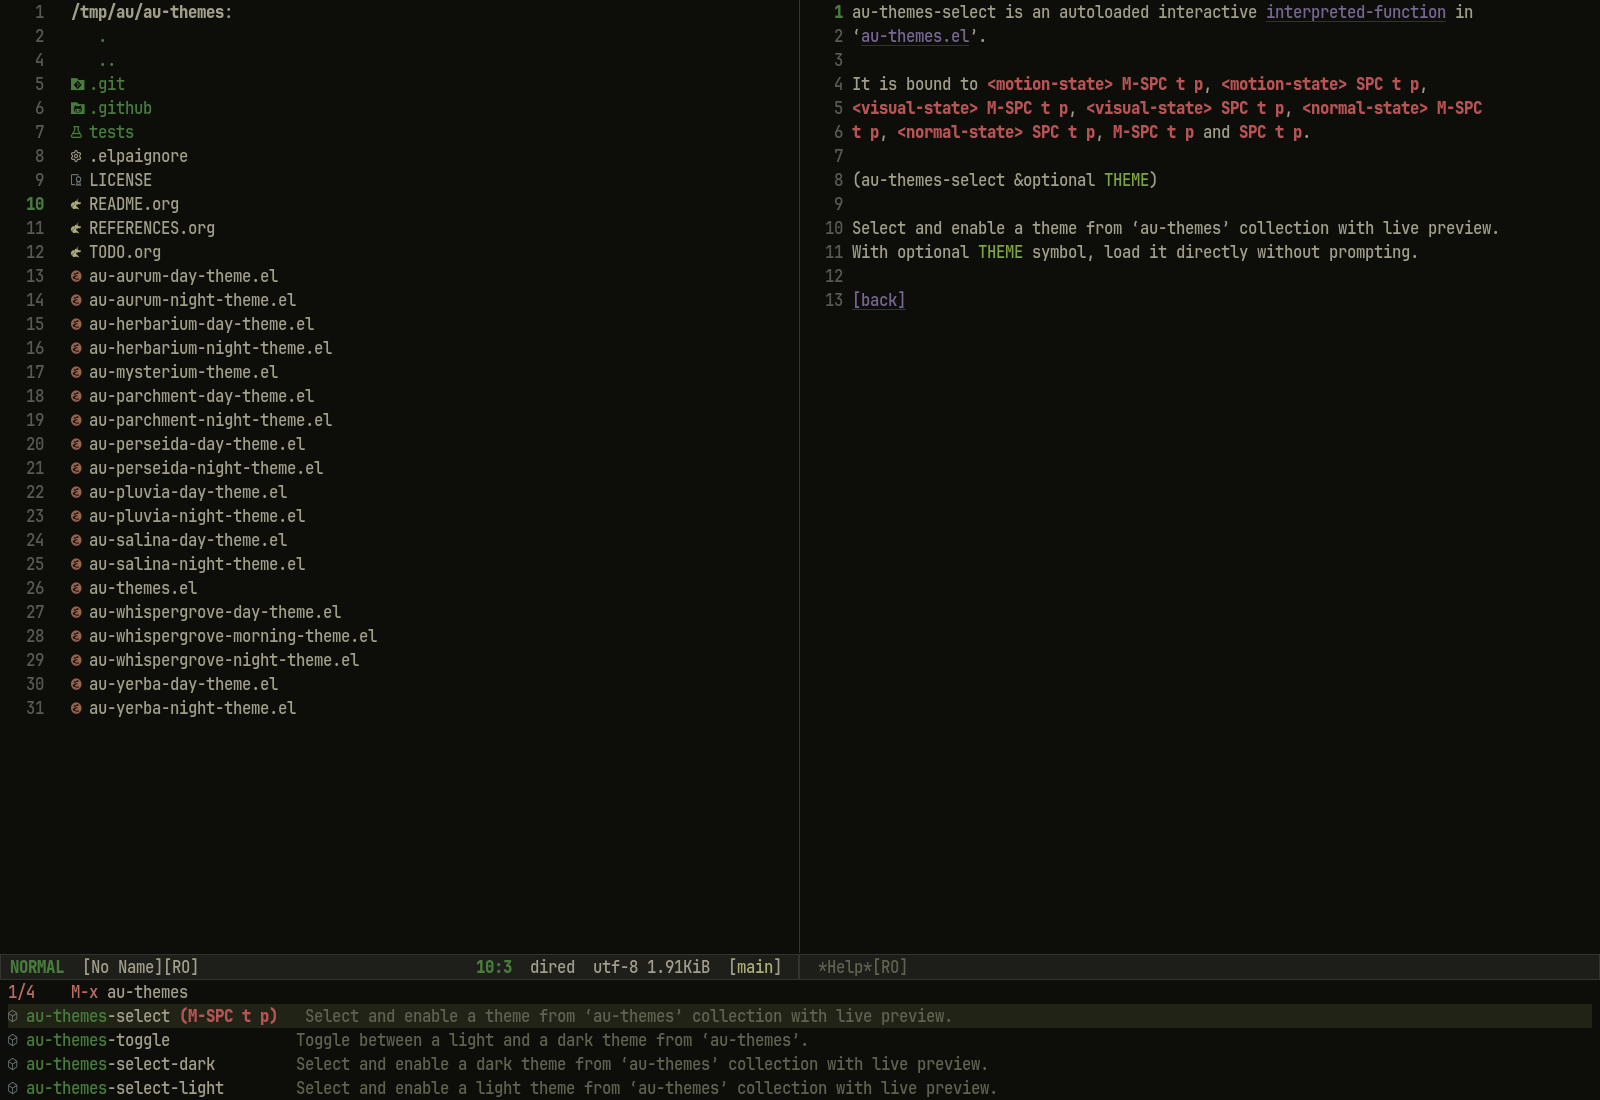 1 /tmp/au/au-themes:
2 .
4 ..
5 .git
6 .github
7 tests
8 .elpaignore
9 LICENSE
10 README.org
11 REFERENCES.org
12 TODO.org
13 au-aurum-day-theme.el
14 au-aurum-night-theme.el
15 au-herbarium-day-theme.el
16 au-herbarium-night-theme.el
17 au-mysterium-theme.el
18 au-parchment-day-theme.el
19 au-parchment-night-theme.el
20 au-perseida-day-theme.el
21 au-perseida-night-theme.el
22 au-pluvia-day-theme.el
23 au-pluvia-night-theme.el
24 au-salina-day-theme.el
25 au-salina-night-theme.el
26 au-themes.el
27 au-whispergrove-day-theme.el
28 au-whispergrove-morning-theme.el
29 au-whispergrove-night-theme.el
30 au-yerba-day-theme.el
31 au-yerba-night-theme.el
NORMAL [No Name][RO] 10:3 dired utf-8 1.91KiB [main]
1 au-themes-select is an autoloaded interactive interpreted-function in
2 ‘au-themes.el’.
3
4 It is bound to <motion-state> M-SPC t p, <motion-state> SPC t p,
5 <visual-state> M-SPC t p, <visual-state> SPC t p, <normal-state> M-SPC
6 t p, <normal-state> SPC t p, M-SPC t p and SPC t p.
7
8 (au-themes-select &optional THEME)
9
10 Select and enable a theme from ‘au-themes’ collection with live preview.
11 With optional THEME symbol, load it directly without prompting.
12
13 [back]
*Help*[RO]
1/4 M-x au-themes
au-themes-select (M-SPC t p) Select and enable a theme from ‘au-themes’ collection with live preview.
au-themes-toggle Toggle between a light and a dark theme from ‘au-themes’.
au-themes-select-dark Select and enable a dark theme from ‘au-themes’ collection with live preview.
au-themes-select-light Select and enable a light theme from ‘au-themes’ collection with live preview.